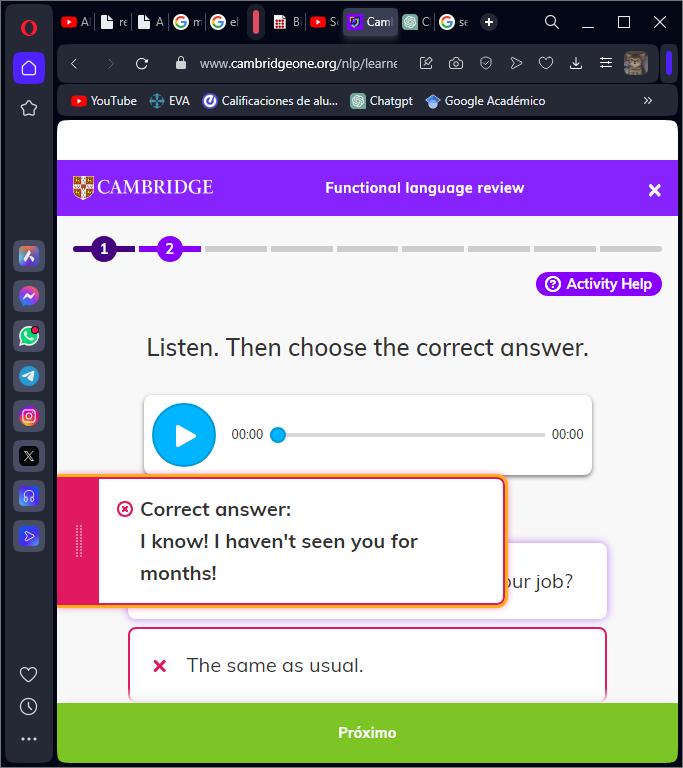 www.cambridgeone.org/nlp/learne
YouTube EVA Calificaciones de alu... Chatgpt Google Académico »
CAMBRIDGE
Functional language review
1 2
Activity Help
Listen. Then choose the correct answer.
00:00 00:00
Correct answer:
I know! I haven't seen you for
months!
our job?
The same as usual.
Próximo